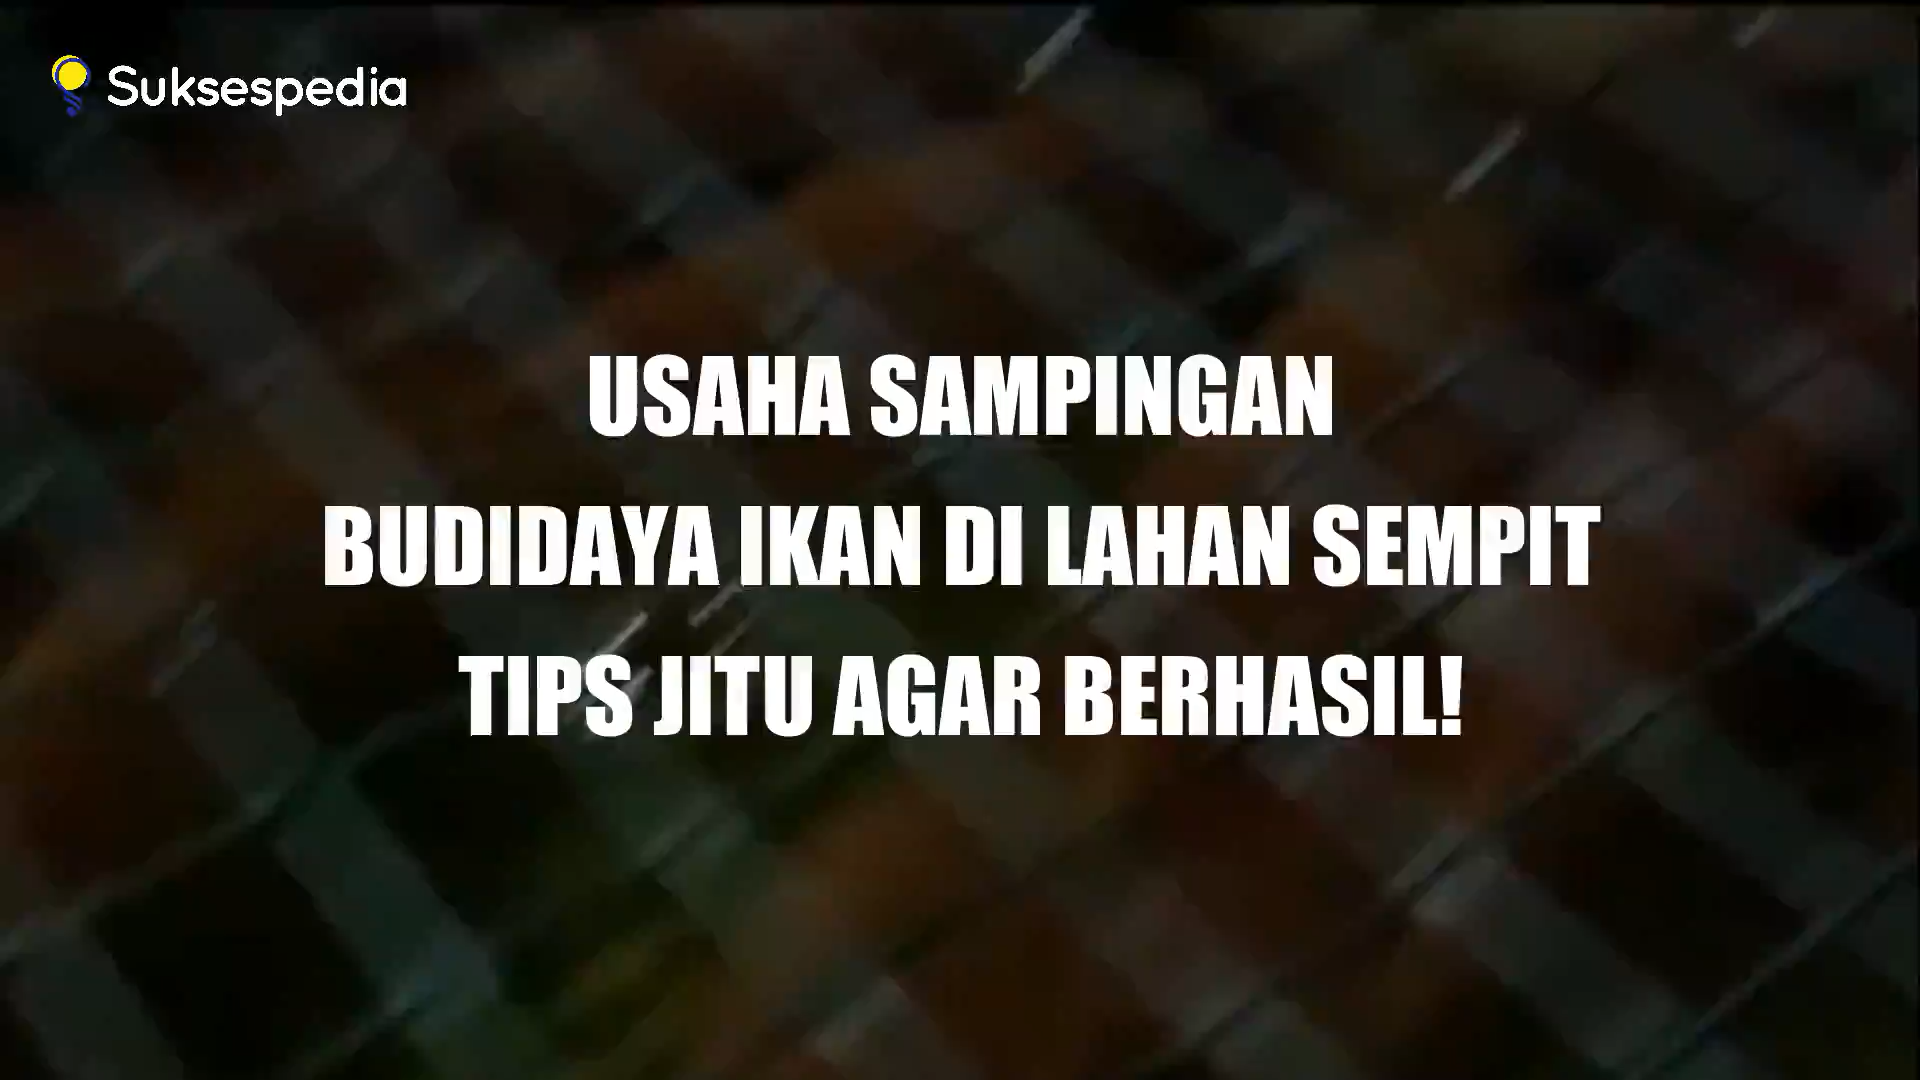 Suksespedia
USAHA SAMPINGAN
BUDIDAYA IKAN DI LAHAN SEMPIT
TIPS JITU AGAR BERHASIL!